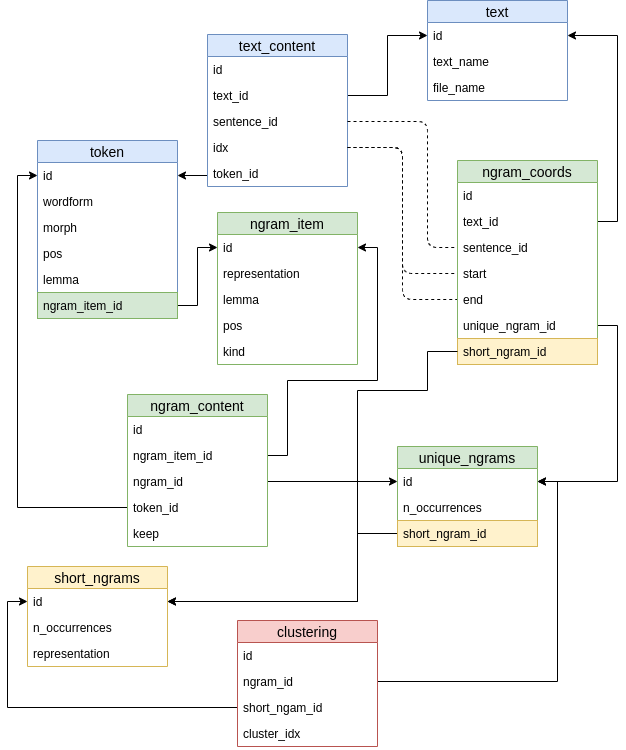 text
id
text_name
file_name
text_content
id
text_id
sentence_id
idx
token_id
token
id
wordform
morph
pos
lemma
ngram_item_id
ngram_coords
id
text_id
sentence_id
start
end
unique_ngram_id
short_ngram_id
ngram_item
id
representation
lemma
pos
kind
ngram_content
id
ngram_item_id
ngram_id
token_id
keep
unique_ngrams
id
n_occurrences
short_ngram_id
short_ngrams
id
n_occurrences
representation
clustering
id
ngram_id
short_ngam_id
cluster_idx